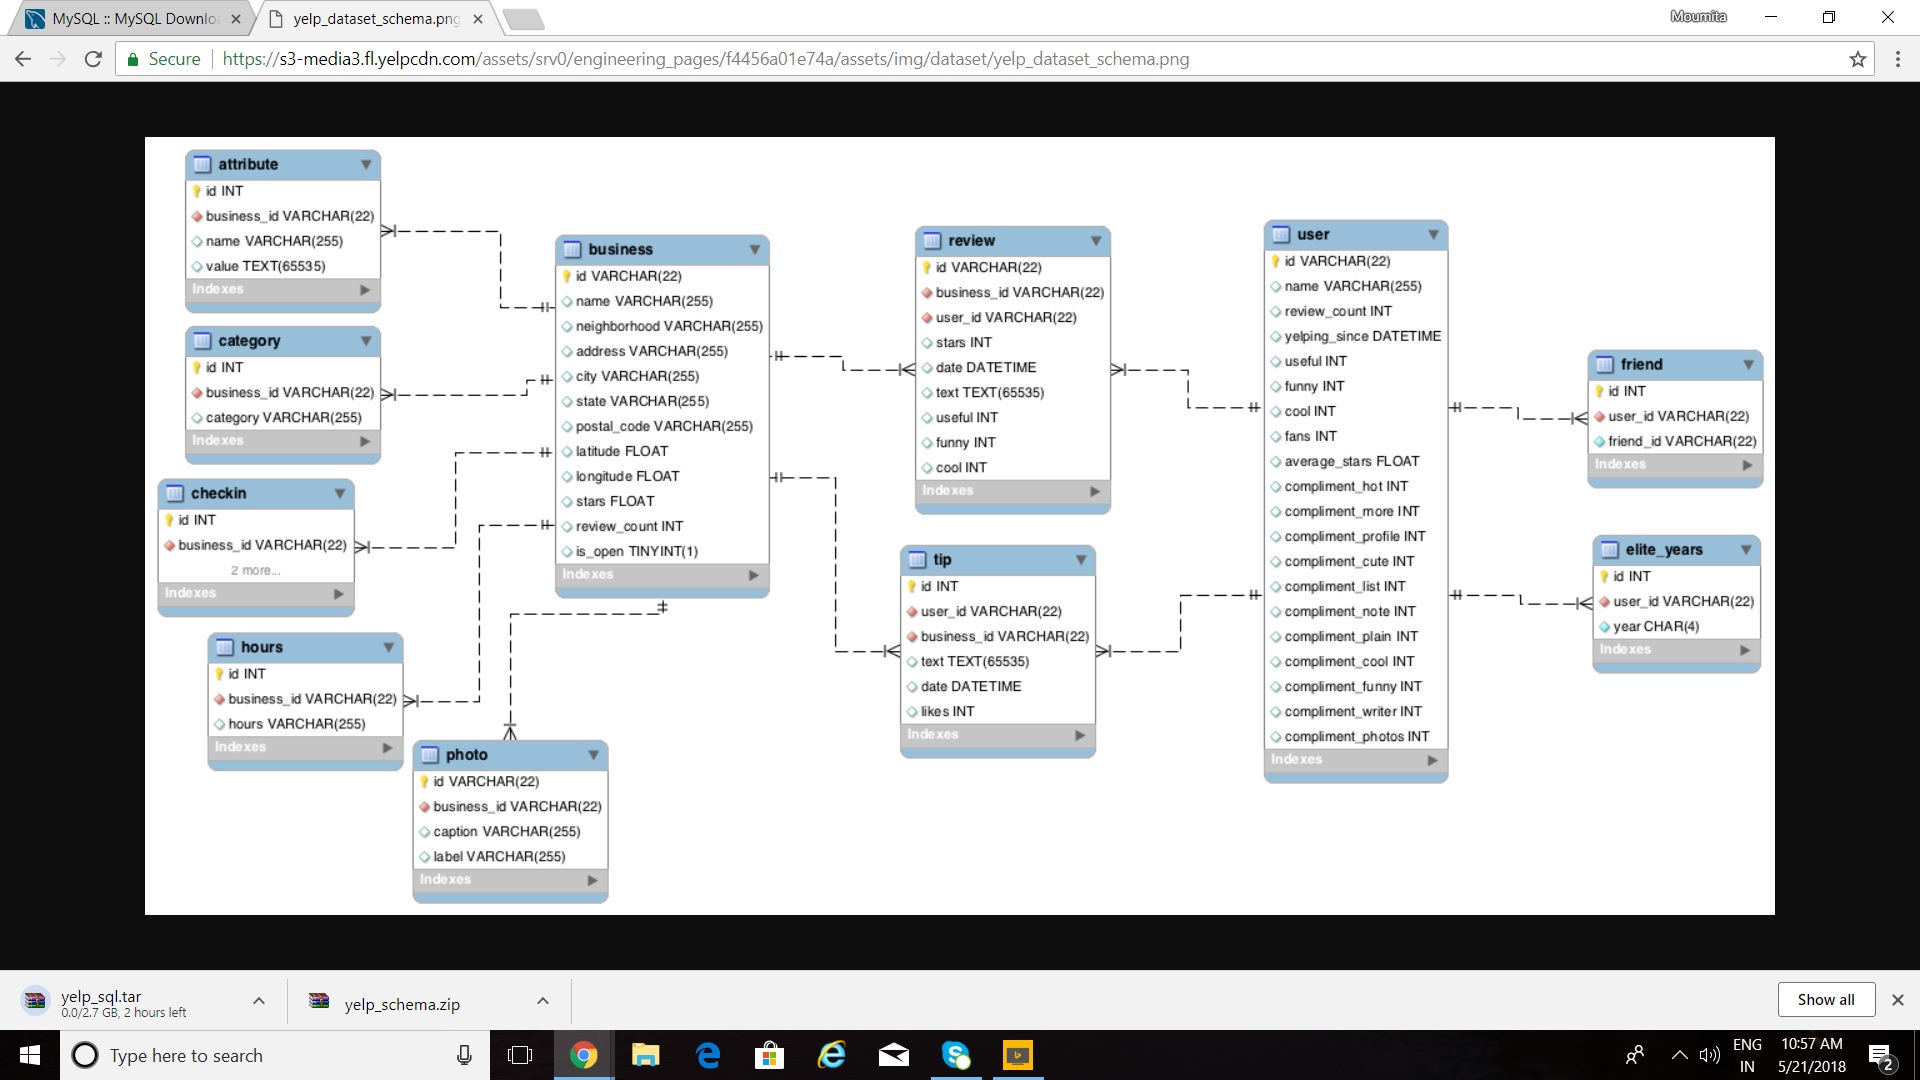 MySQL :: MySQL Downlo
yelp_dataset_schema.png
Moumita
Secure
https://s3-media3.fl.yelpcdn.com/assets/srv0/engineering_pages/f4456a01e74a/assets/img/dataset/yelp_dataset_schema.png
attribute
id INT
business_id VARCHAR(22)
name VARCHAR(255)
value TEXT(65535)
Indexes
category
id INT
business_id VARCHAR(22)
category VARCHAR(255)
Indexes
checkin
id INT
business_id VARCHAR(22)
2 more...
Indexes
hours
id INT
business_id VARCHAR(22)
hours VARCHAR(255)
Indexes
photo
id VARCHAR(22)
business_id VARCHAR(22)
caption VARCHAR(255)
label VARCHAR(255)
Indexes
business
id VARCHAR(22)
name VARCHAR(255)
neighborhood VARCHAR(255)
address VARCHAR(255)
city VARCHAR(255)
state VARCHAR(255)
postal_code VARCHAR(255)
latitude FLOAT
longitude FLOAT
stars FLOAT
review_count INT
is_open TINYINT(1)
Indexes
review
id VARCHAR(22)
business_id VARCHAR(22)
user_id VARCHAR(22)
stars INT
date DATETIME
text TEXT(65535)
useful INT
funny INT
cool INT
Indexes
tip
id INT
user_id VARCHAR(22)
business_id VARCHAR(22)
text TEXT(65535)
date DATETIME
likes INT
Indexes
user
id VARCHAR(22)
name VARCHAR(255)
review_count INT
yelping_since DATETIME
useful INT
funny INT
cool INT
fans INT
average_stars FLOAT
compliment_hot INT
compliment_more INT
compliment_profile INT
compliment_cute INT
compliment_list INT
compliment_note INT
compliment_plain INT
compliment_cool INT
compliment_funny INT
compliment_writer INT
compliment_photos INT
Indexes
friend
id INT
user_id VARCHAR(22)
friend_id VARCHAR(22)
Indexes
elite_years
id INT
user_id VARCHAR(22)
year CHAR(4)
Indexes
yelp_sql.tar
0.0/2.7 GB, 2 hours left
yelp_schema.zip
Show all
Type here to search
ENG
IN
10:57 AM
5/21/2018
2